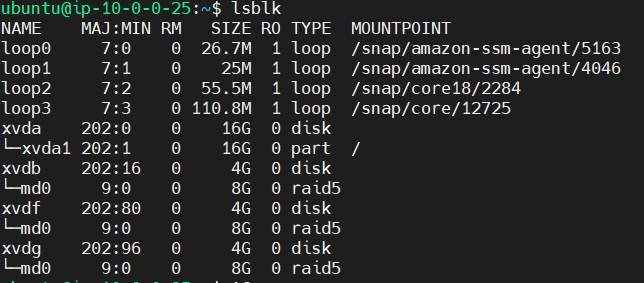 ubuntu@ip-10-0-0-25:~$ lsblk
NAME    MAJ:MIN RM   SIZE RO TYPE  MOUNTPOINT
loop0     7:0    0  26.7M  1 loop  /snap/amazon-ssm-agent/5163
loop1     7:1    0    25M  1 loop  /snap/amazon-ssm-agent/4046
loop2     7:2    0  55.5M  1 loop  /snap/core18/2284
loop3     7:3    0 110.8M  1 loop  /snap/core/12725
xvda    202:0    0    16G  0 disk
└─xvda1 202:1    0    16G  0 part  /
xvdb    202:16   0     4G  0 disk
└─md0     9:0    0     8G  0 raid5
xvdf    202:80   0     4G  0 disk
└─md0     9:0    0     8G  0 raid5
xvdg    202:96   0     4G  0 disk
└─md0     9:0    0     8G  0 raid5